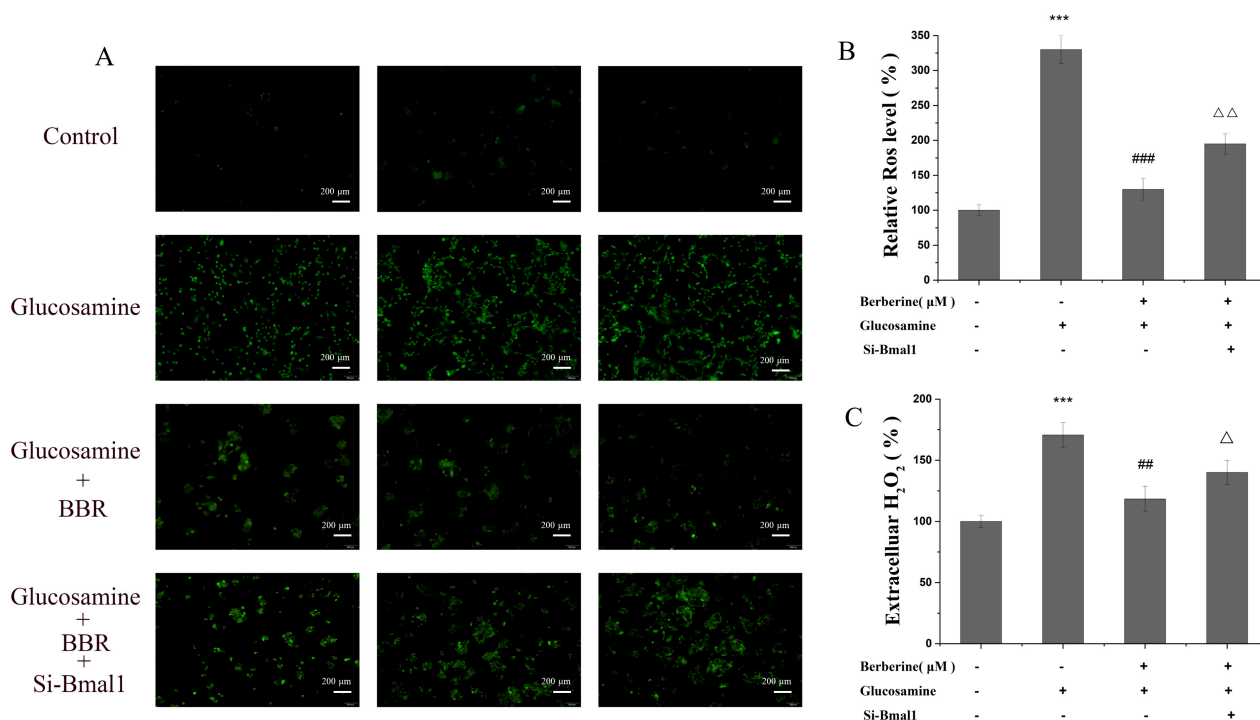 A
Control
200 μm
200 μm
200 μm
Glucosamine
200 μm
200 μm
200 μm
Glucosamine
+
BBR
200 μm
200 μm
200 μm
Glucosamine
+
BBR
+
Si-Bmal1
200 μm
200 μm
200 μm
B
Relative Ros level ( % )
350
300
250
200
150
100
50
0
***
###
△△
Berberine( μM ) - - + +
Glucosamine - + + +
Si-Bmal1 - - - +
C
Extracelluar H₂O₂ ( % )
200
150
100
50
0
***
##
△
Berberine( μM ) - - + +
Glucosamine - + + +
Si-Bmal1 - - - +